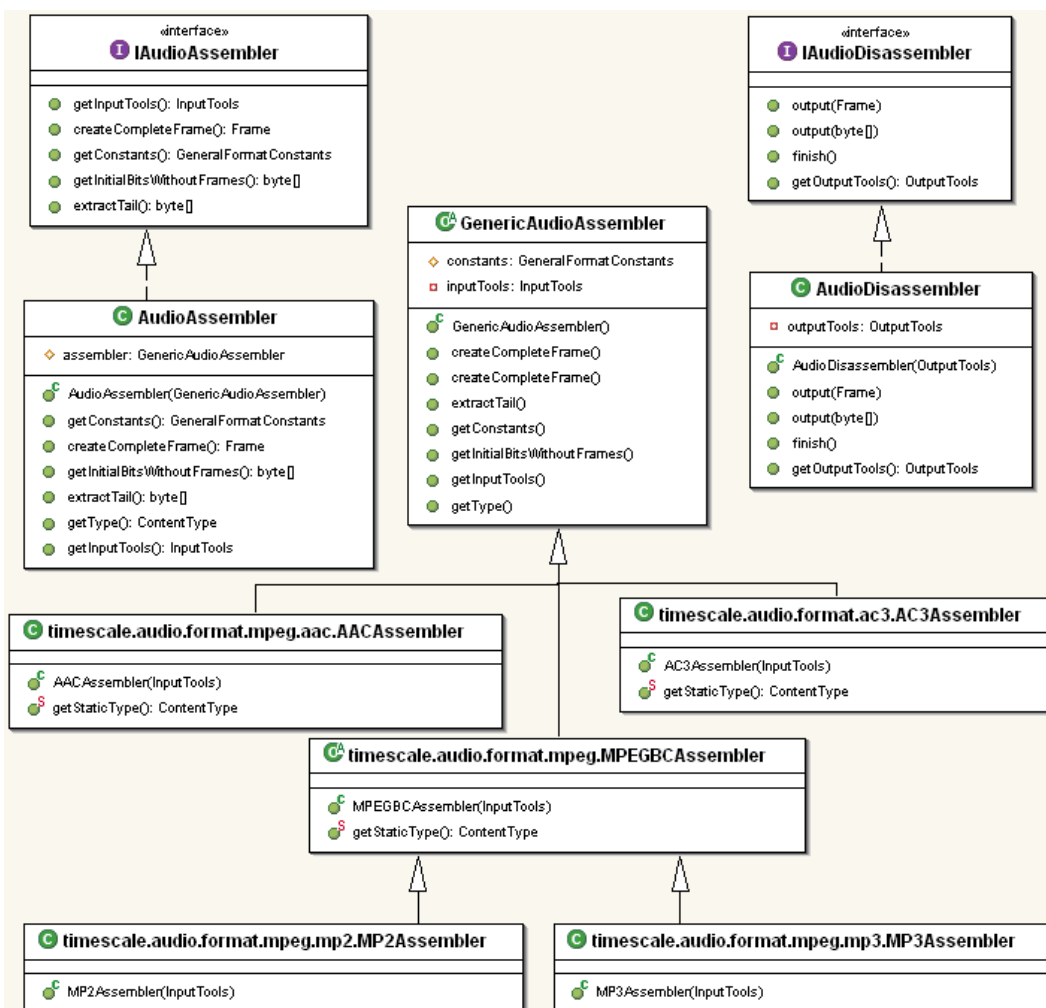 «interface»
IAudioAssembler
getInputTools(): InputTools
createCompleteFrame(): Frame
getConstants(): GeneralFormatConstants
getInitialBitsWithoutFrames(): byte[]
extractTail(): byte[]
«interface»
IAudioDisassembler
output(Frame)
output(byte[])
finish()
getOutputTools(): OutputTools
GenericAudioAssembler
constants: GeneralFormatConstants
inputTools: InputTools
GenericAudioAssembler()
createCompleteFrame()
createCompleteFrame()
extractTail()
getConstants()
getInitialBitsWithoutFrames()
getInputTools()
getType()
AudioAssembler
assembler: GenericAudioAssembler
AudioAssembler(GenericAudioAssembler)
getConstants(): GeneralFormatConstants
createCompleteFrame(): Frame
getInitialBitsWithoutFrames(): byte[]
extractTail(): byte[]
getType(): ContentType
getInputTools(): InputTools
AudioDisassembler
outputTools: OutputTools
AudioDisassembler(OutputTools)
output(Frame)
output(byte[])
finish()
getOutputTools(): OutputTools
timescale.audio.format.mpeg.aac.AACAssembler
AACAssembler(InputTools)
getStaticType(): ContentType
timescale.audio.format.ac3.AC3Assembler
AC3Assembler(InputTools)
getStaticType(): ContentType
timescale.audio.format.mpeg.MPEGBCAssembler
MPEGBCAssembler(InputTools)
getStaticType(): ContentType
timescale.audio.format.mpeg.mp2.MP2Assembler
MP2Assembler(InputTools)
timescale.audio.format.mpeg.mp3.MP3Assembler
MP3Assembler(InputTools)